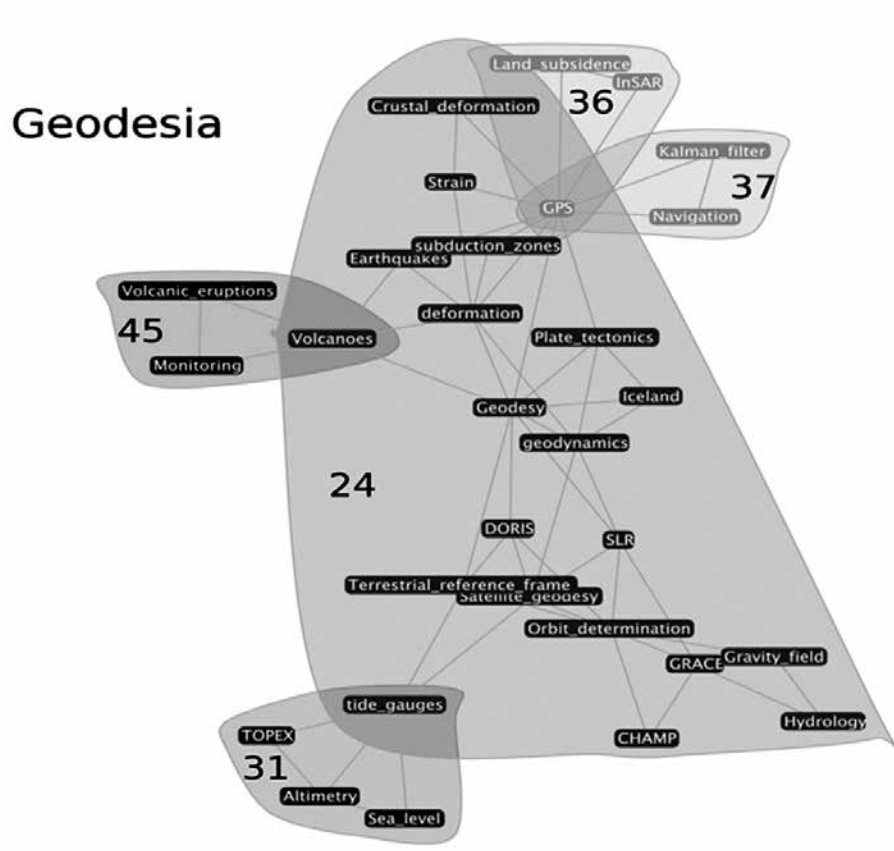 Geodesia
Land_subsidence
InSAR
36
Crustal_deformation
Kalman_filter
37
Strain
GPS
Navigation
subduction_zones
Earthquakes
Volcanic_eruptions
45
Volcanoes
Monitoring
deformation
Plate_tectonics
Iceland
Geodesy
geodynamics
24
DORIS
SLR
Terrestrial_reference_frame
Satellite_geodesy
Orbit_determination
GRACE
Gravity_field
tide_gauges
Hydrology
TOPEX
CHAMP
31
Altimetry
Sea_level